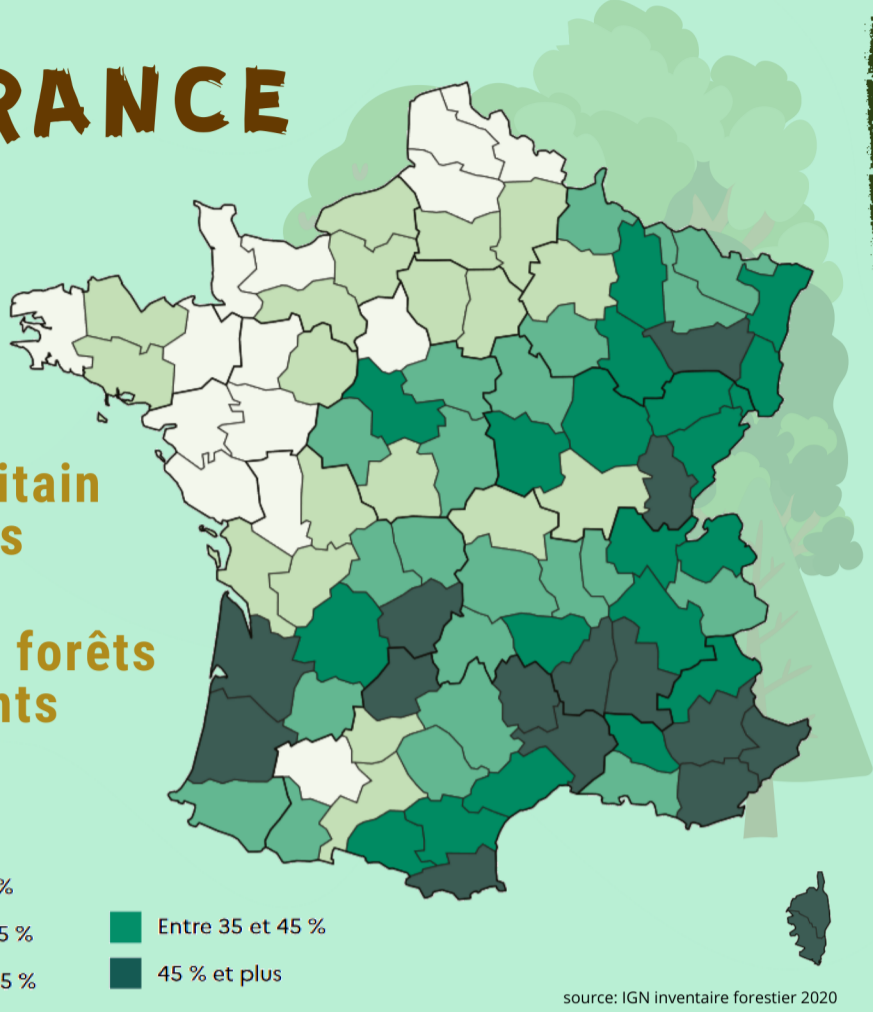 RANCE
itain
s
forêts
nts
%
5 %
5 %
Entre 35 et 45 %
45 % et plus
source: IGN inventaire forestier 2020